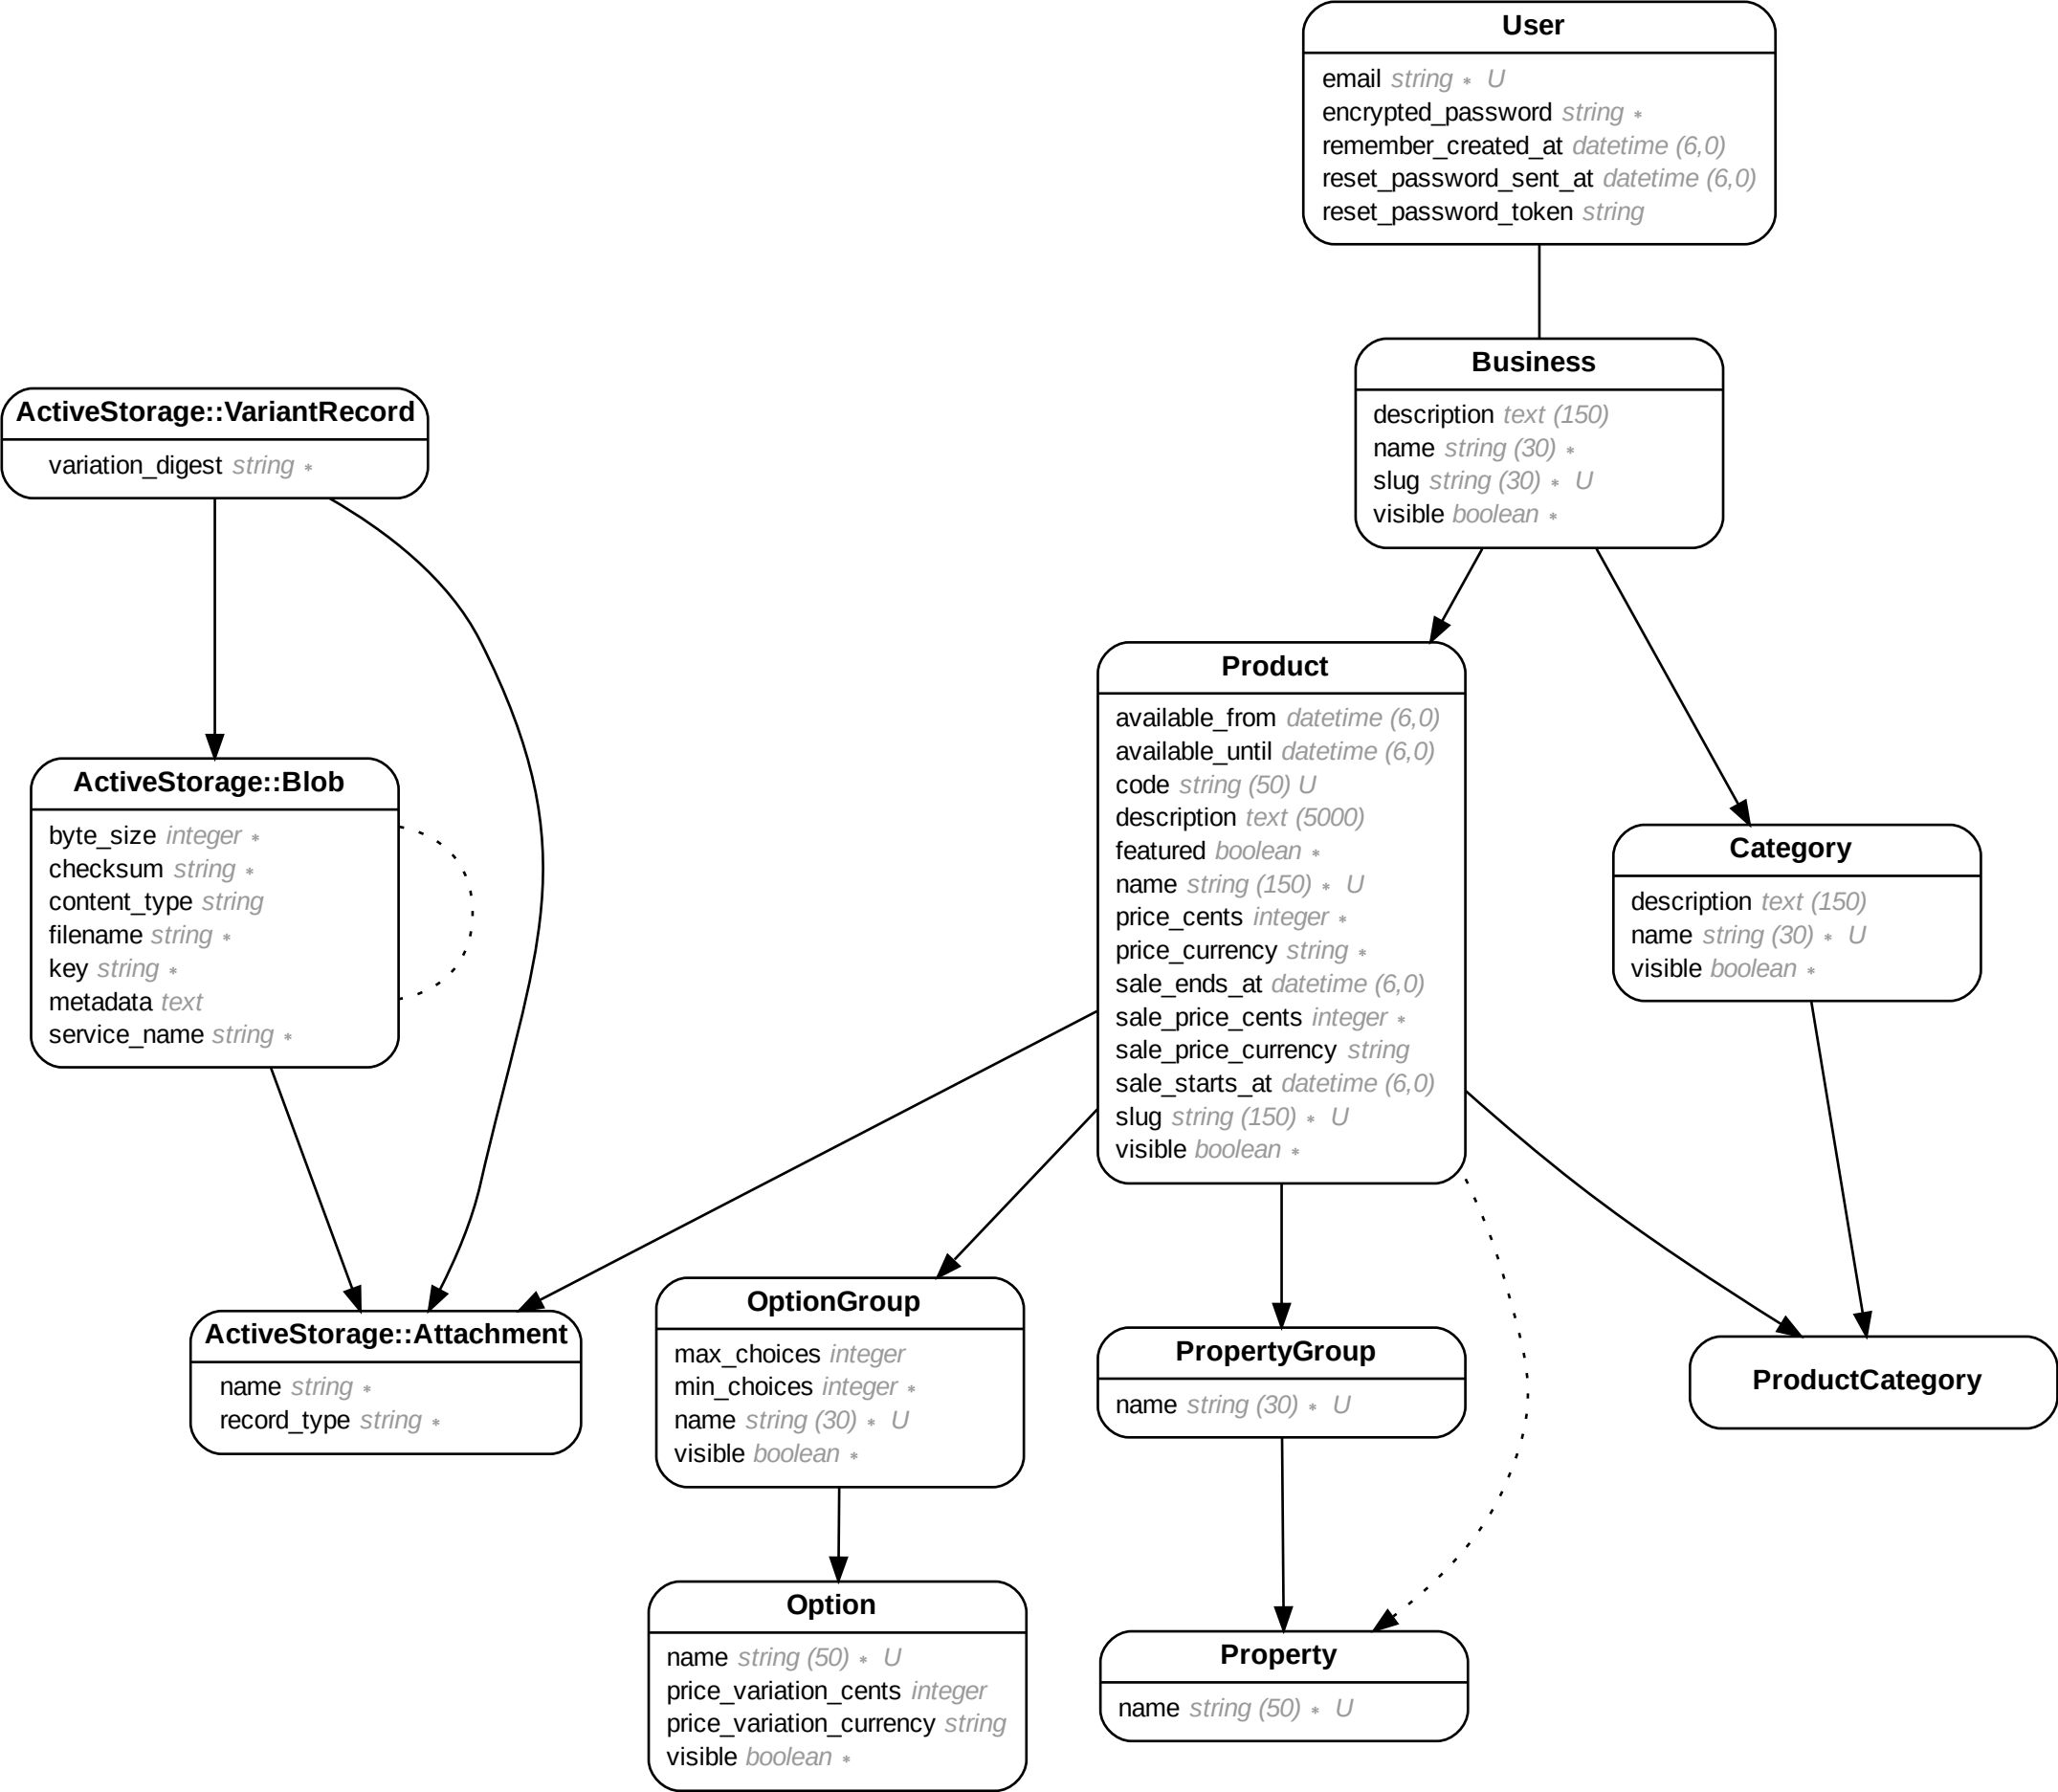 User
email string * U
encrypted_password string *
remember_created_at datetime (6,0)
reset_password_sent_at datetime (6,0)
reset_password_token string
Business
description text (150)
name string (30) *
slug string (30) * U
visible boolean *
ActiveStorage::VariantRecord
variation_digest string *
Product
available_from datetime (6,0)
available_until datetime (6,0)
code string (50) U
description text (5000)
featured boolean *
name string (150) * U
price_cents integer *
price_currency string *
sale_ends_at datetime (6,0)
sale_price_cents integer *
sale_price_currency string
sale_starts_at datetime (6,0)
slug string (150) * U
visible boolean *
ActiveStorage::Blob
byte_size integer *
checksum string *
content_type string
filename string *
key string *
metadata text
service_name string *
Category
description text (150)
name string (30) * U
visible boolean *
ActiveStorage::Attachment
name string *
record_type string *
OptionGroup
max_choices integer
min_choices integer *
name string (30) * U
visible boolean *
PropertyGroup
name string (30) * U
ProductCategory
Option
name string (50) * U
price_variation_cents integer
price_variation_currency string
visible boolean *
Property
name string (50) * U